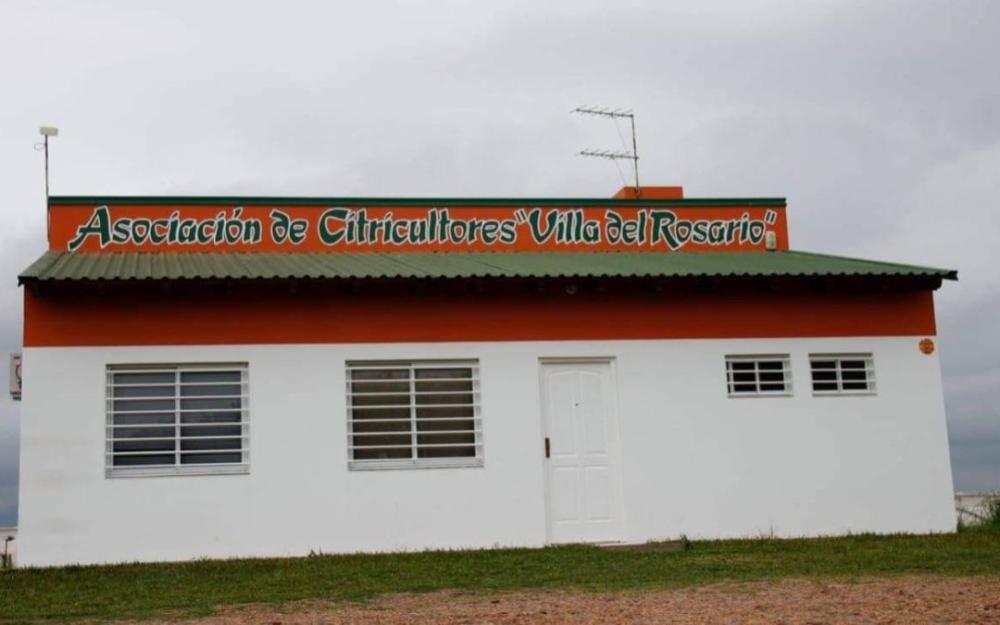 Asociación de Citricultores "Villa del Rosario"